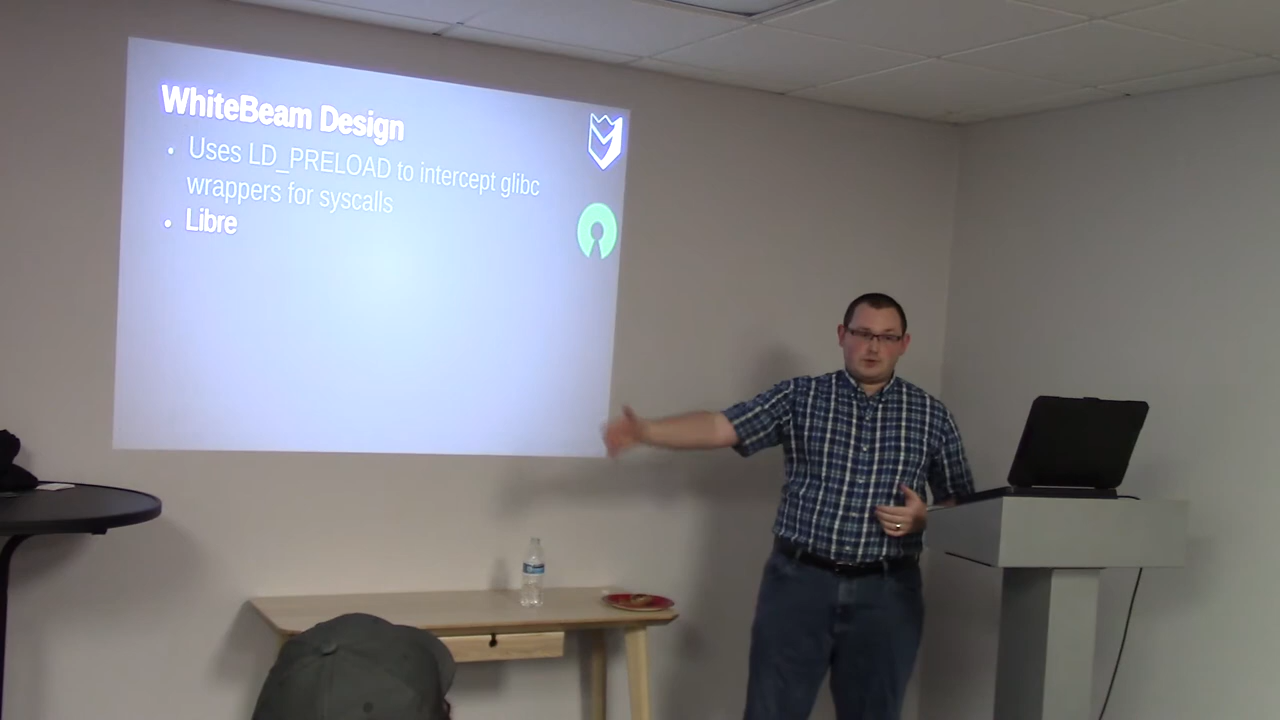 WhiteBeam Design
• Uses LD_PRELOAD to intercept glibc
wrappers for syscalls
• Libre